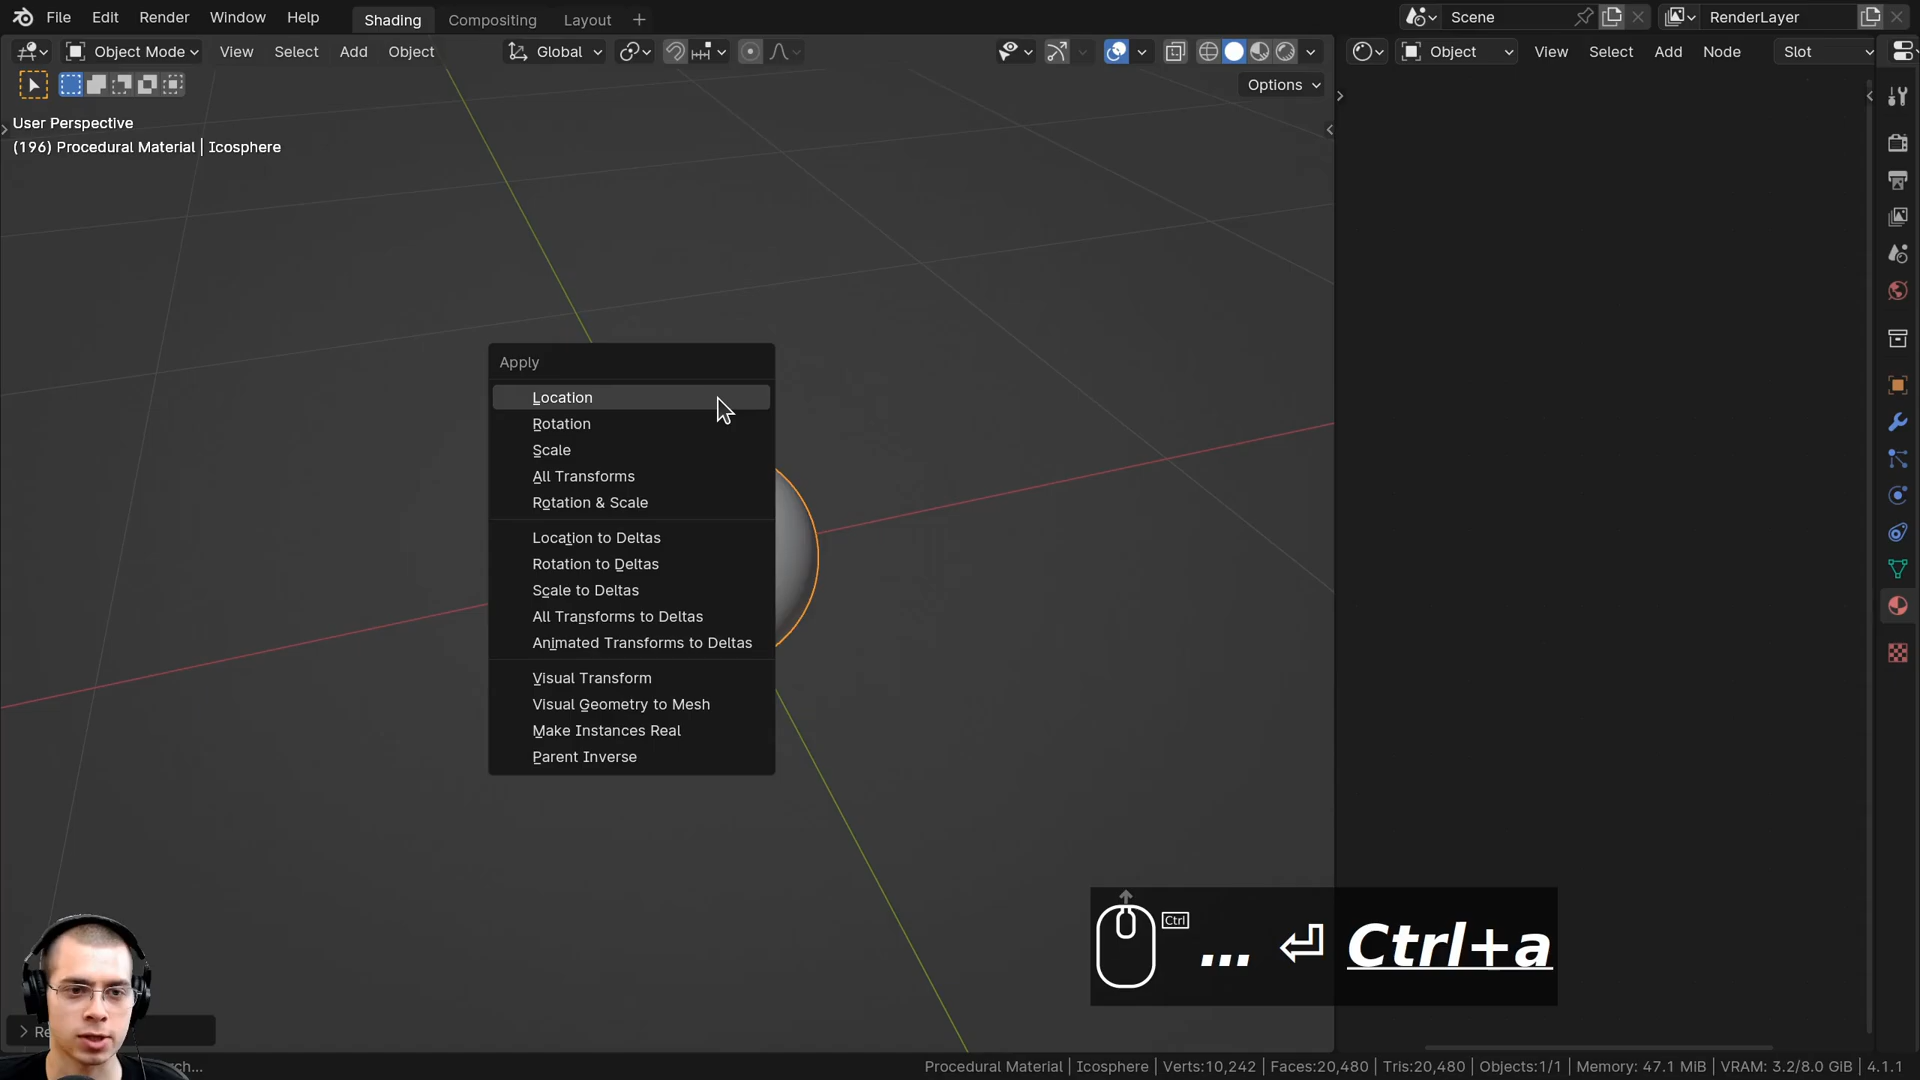 File Edit Render Window Help Shading Compositing Layout + Scene RenderLayer
Object Mode View Select Add Object Global Object View Select Add Node Slot
Options
User Perspective
(196) Procedural Material | Icosphere
Apply
Location
Rotation
Scale
All Transforms
Rotation & Scale
Location to Deltas
Rotation to Deltas
Scale to Deltas
All Transforms to Deltas
Animated Transforms to Deltas
Visual Transform
Visual Geometry to Mesh
Make Instances Real
Parent Inverse
Ctrl ... ⏎ Ctrl+a
Procedural Material | Icosphere | Verts:10,242 | Faces:20,480 | Tris:20,480 | Objects:1/1 | Memory: 47.1 MiB | VRAM: 3.2/8.0 GiB | 4.1.1